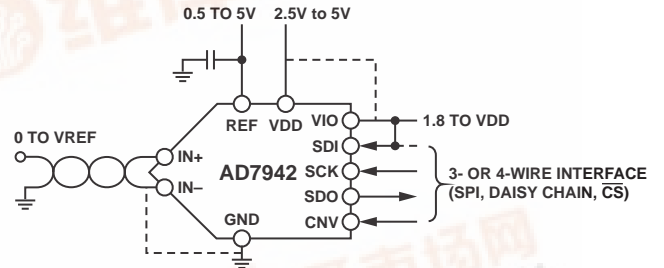 0.5 TO 5V
2.5V to 5V
REF
VDD
VIO
1.8 TO VDD
SDI
0 TO VREF
IN+
AD7942
SCK
3- OR 4-WIRE INTERFACE
(SPI, DAISY CHAIN, CS)
IN–
SDO
GND
CNV